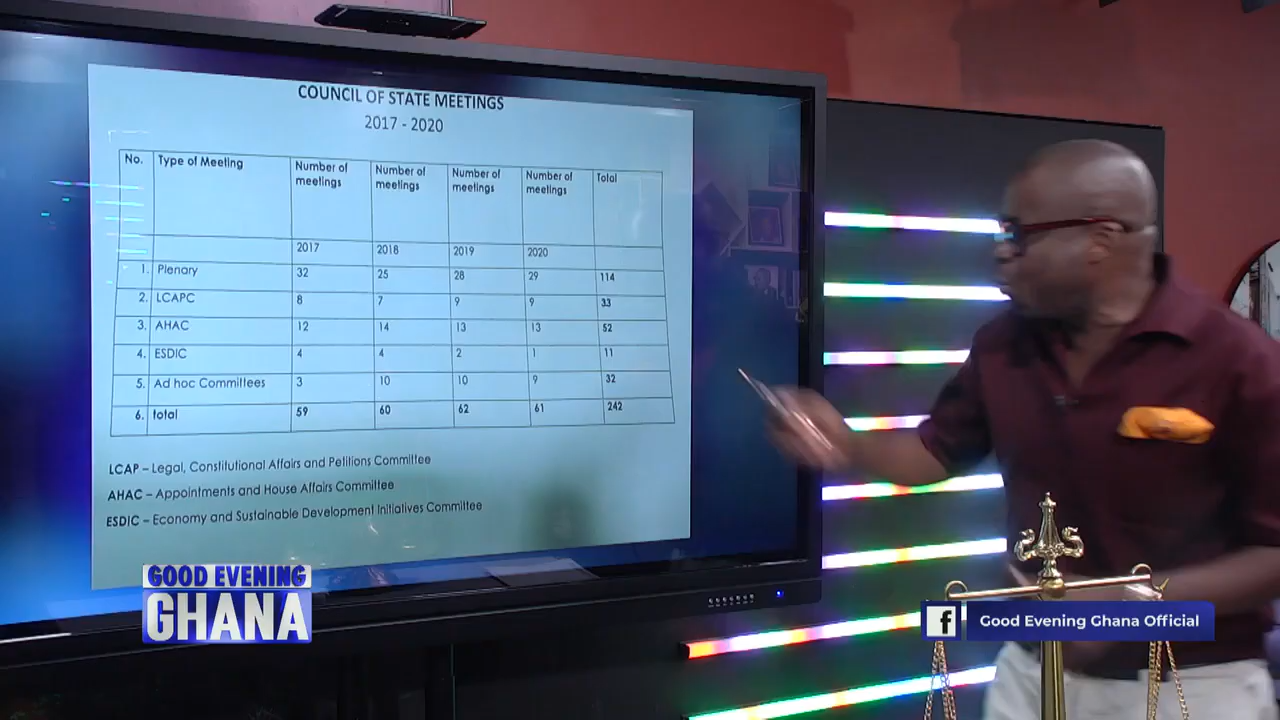 COUNCIL OF STATE MEETINGS
2017 - 2020
No. Type of Meeting Number of meetings Number of meetings Number of meetings Number of meetings Total
2017 2018 2019 2020
1. Plenary 32 25 28 29 114
2. LCAPC 8 7 9 9 33
3. AHAC 12 14 13 13 52
4. ESDIC 4 4 2 1 11
5. Ad hoc Committees 3 10 10 9 32
6. total 59 60 62 61 242
LCAP – Legal, Constitutional Affairs and Petitions Committee
AHAC – Appointments and House Affairs Committee
ESDIC – Economy and Sustainable Development Initiatives Committee
GOOD EVENING
GHANA
f Good Evening Ghana Official